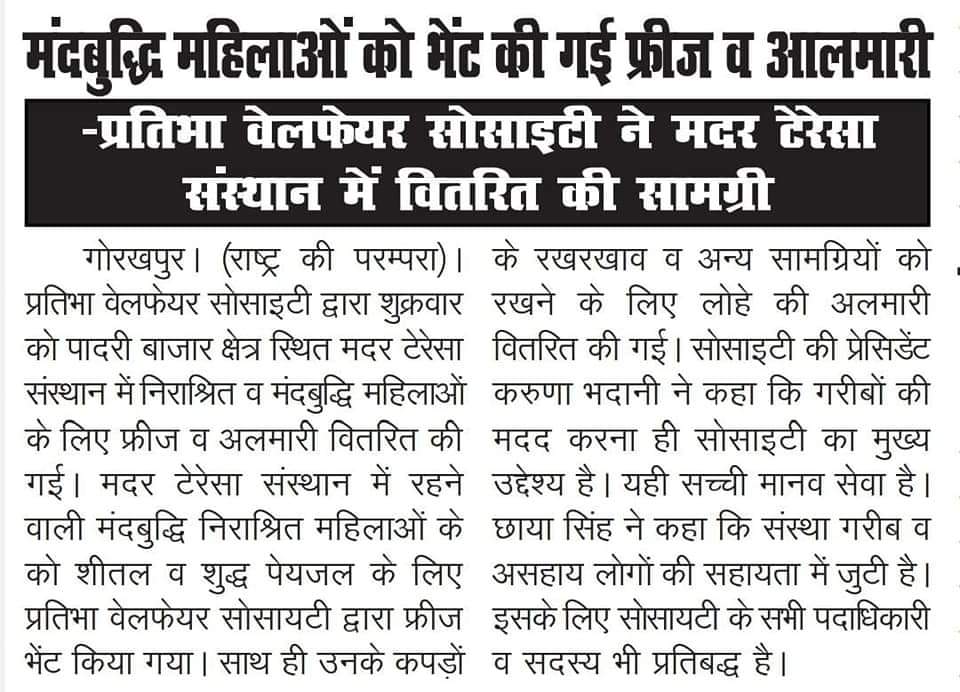 मंदबुद्धि महिलाओं को भेंट की गई फ्रीज व आलमारी
-प्रतिभा वेलफेयर सोसाइटी ने मदर टेरेसा
संस्थान में वितरित की सामग्री
गोरखपुर। (राष्ट्र की परम्परा)।
प्रतिभा वेलफेयर सोसाइटी द्वारा शुक्रवार
को पादरी बाजार क्षेत्र स्थित मदर टेरेसा
संस्थान में निराश्रित व मंदबुद्धि महिलाओं
के लिए फ्रीज व अलमारी वितरित की
गई। मदर टेरेसा संस्थान में रहने
वाली मंदबुद्धि निराश्रित महिलाओं के
को शीतल व शुद्ध पेयजल के लिए
प्रतिभा वेलफेयर सोसायटी द्वारा फ्रीज
भेंट किया गया। साथ ही उनके कपड़ों
के रखरखाव व अन्य सामग्रियों को
रखने के लिए लोहे की अलमारी
वितरित की गई। सोसाइटी की प्रेसिडेंट
करुणा भदानी ने कहा कि गरीबों की
मदद करना ही सोसाइटी का मुख्य
उद्देश्य है। यही सच्ची मानव सेवा है।
छाया सिंह ने कहा कि संस्था गरीब व
असहाय लोगों की सहायता में जुटी है।
इसके लिए सोसायटी के सभी पदाधिकारी
व सदस्य भी प्रतिबद्ध है।